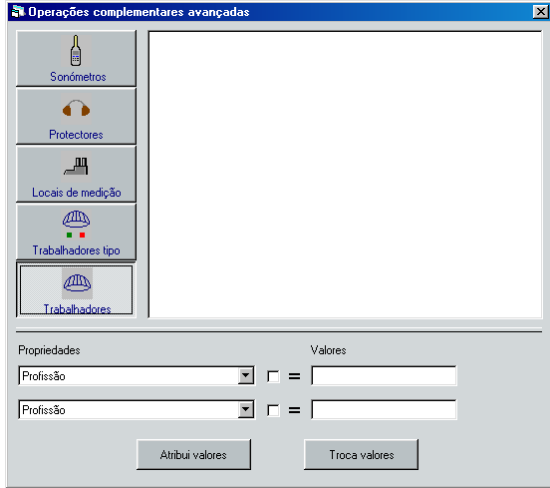 Operações complementares avançadas
Sonómetros
Protectores
Locais de medição
Trabalhadores tipo
Trabalhadores
Propriedades Valores
Profissão =
Profissão =
Atribui valores Troca valores